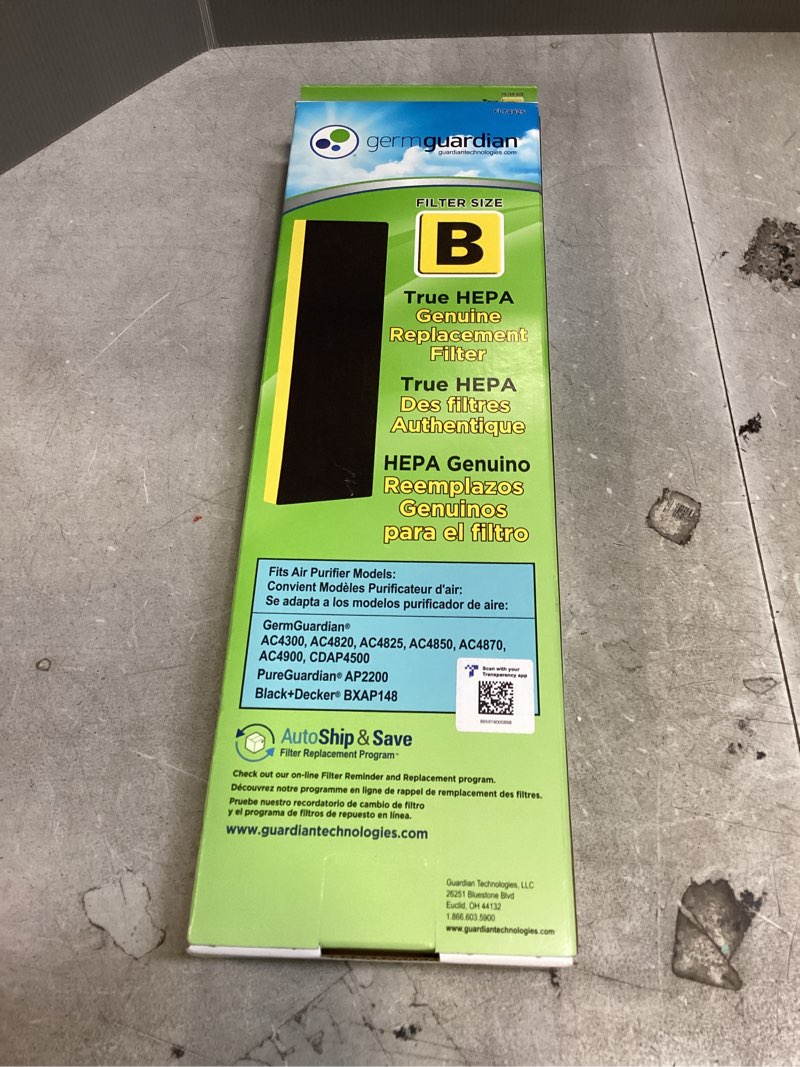 FLT4825
germguardian®
guardiantechnologies.com
FILTER SIZE
B
True HEPA
Genuine
Replacement
Filter
True HEPA
Des filtres
Authentique
HEPA Genuino
Reemplazos
Genuinos
para el filtro
Fits Air Purifier Models:
Convient Modèles Purificateur d'air:
Se adapta a los modelos purificador de aire:
GermGuardian®
AC4300, AC4820, AC4825, AC4850, AC4870,
AC4900, CDAP4500
PureGuardian® AP2200
Black+Decker® BXAP148
Scan with your
Transparency app
AutoShip & Save
Filter Replacement Program™
Check out our on-line Filter Reminder and Replacement program.
Découvrez notre programme en ligne de rappel de remplacement des filtres.
Pruebe nuestro recordatorio de cambio de filtro
y el programa de filtros de repuesto en línea.
www.guardiantechnologies.com
Guardian Technologies, LLC
26251 Bluestone Blvd
Euclid, OH 44132
1.866.603.5900
www.guardiantechnologies.com